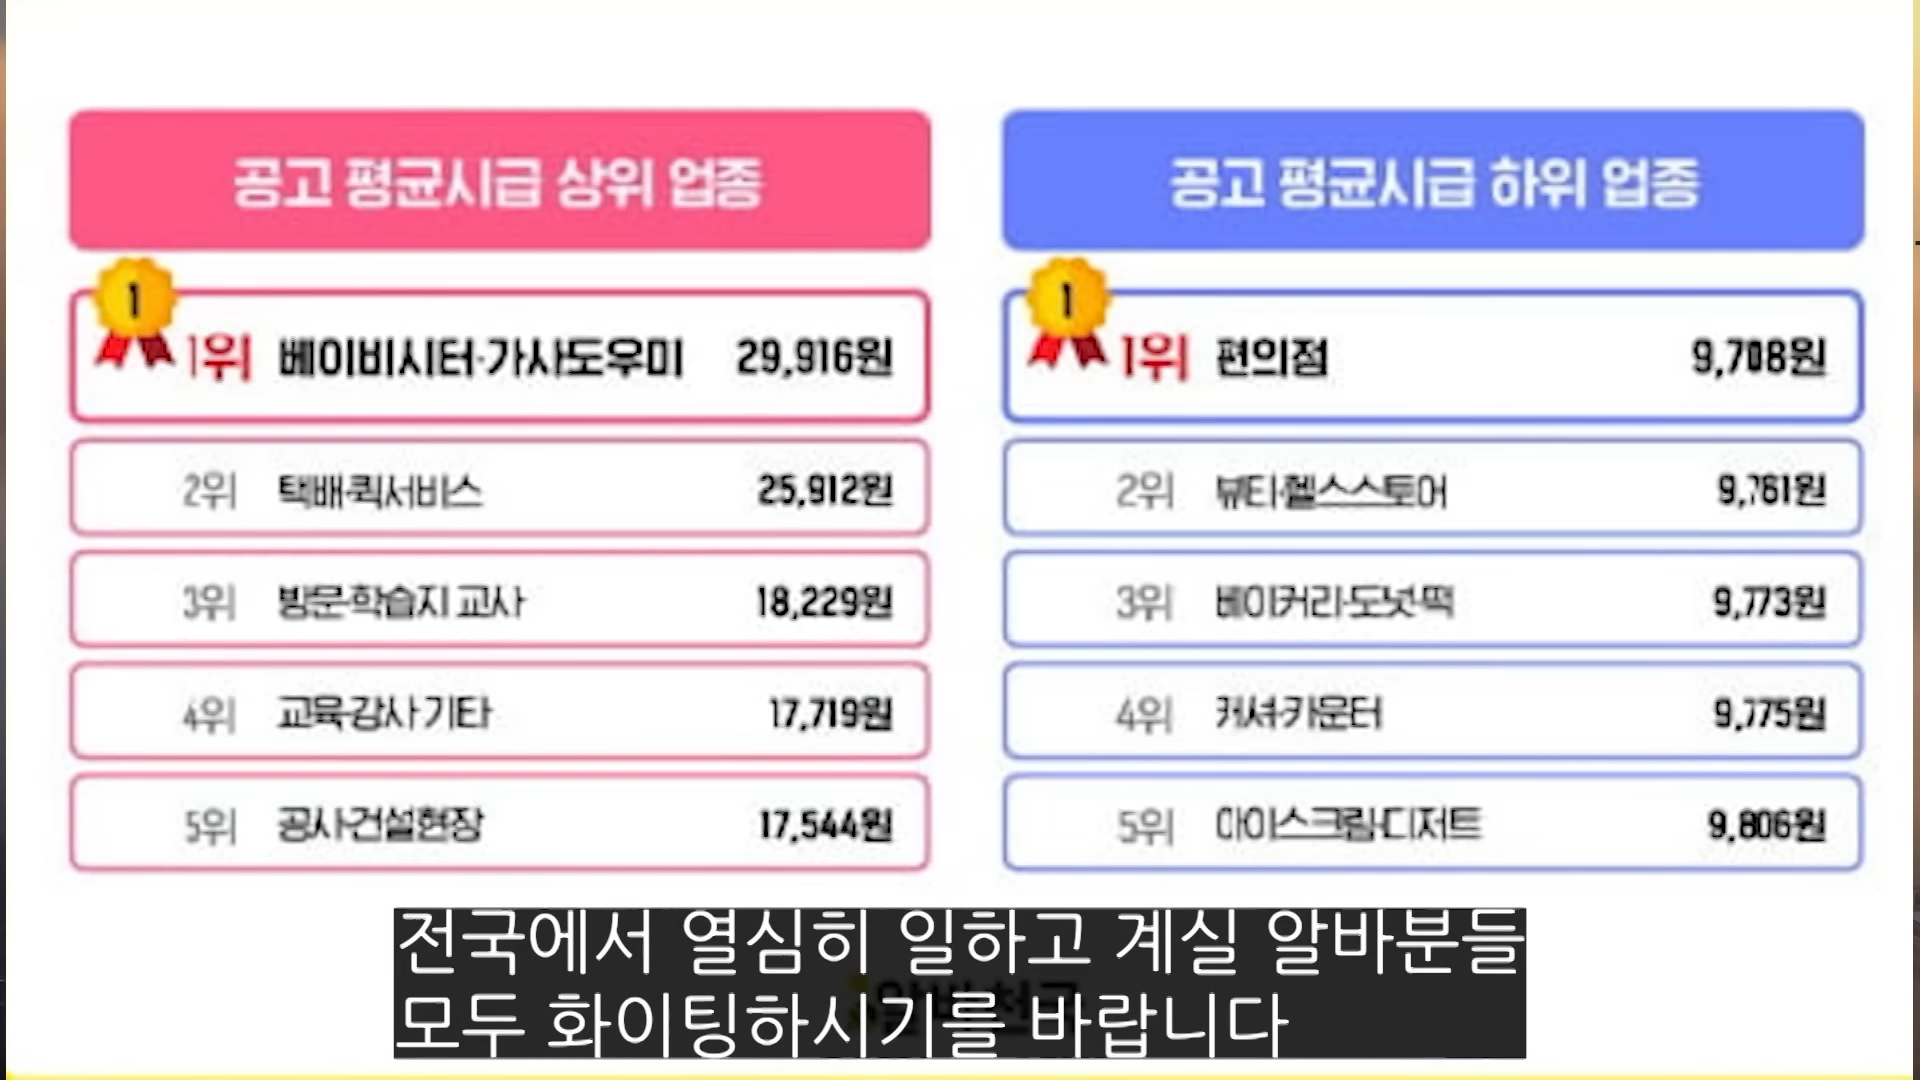 공고 평균시급 상위 업종
1
1위 베이비시터·가사도우미 29,916원
2위 택배·퀵서비스 25,912원
3위 방문·학습지 교사 18,229원
4위 교육·강사 기타 17,719원
5위 공사·건설현장 17,544원
공고 평균시급 하위 업종
1
1위 편의점 9,708원
2위 뷰티·헬스스토어 9,761원
3위 베이커리·도넛·떡 9,773원
4위 캐셔·카운터 9,775원
5위 아이스크림·디저트 9,806원
전국에서 열심히 일하고 계실 알바분들
모두 화이팅하시기를 바랍니다